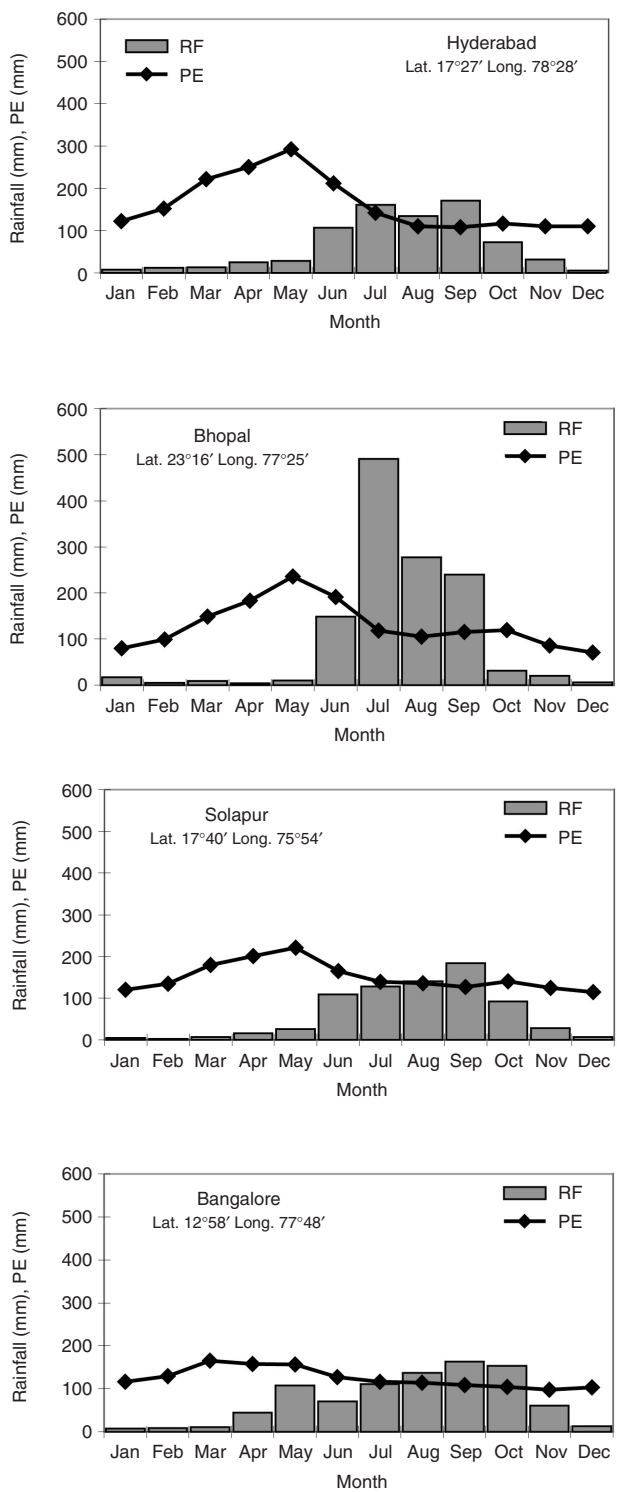 600
500
400
300
200
100
0
Rainfall (mm), PE (mm)
RF
PE
Hyderabad
Lat. 17°27′ Long. 78°28′
Jan Feb Mar Apr May Jun Jul Aug Sep Oct Nov Dec
Month
600
500
400
300
200
100
0
Rainfall (mm), PE (mm)
Bhopal
Lat. 23°16′ Long. 77°25′
RF
PE
Jan Feb Mar Apr May Jun Jul Aug Sep Oct Nov Dec
Month
600
500
400
300
200
100
0
Rainfall (mm), PE (mm)
Solapur
Lat. 17°40′ Long. 75°54′
RF
PE
Jan Feb Mar Apr May Jun Jul Aug Sep Oct Nov Dec
Month
600
500
400
300
200
100
0
Rainfall (mm), PE (mm)
Bangalore
Lat. 12°58′ Long. 77°48′
RF
PE
Jan Feb Mar Apr May Jun Jul Aug Sep Oct Nov Dec
Month